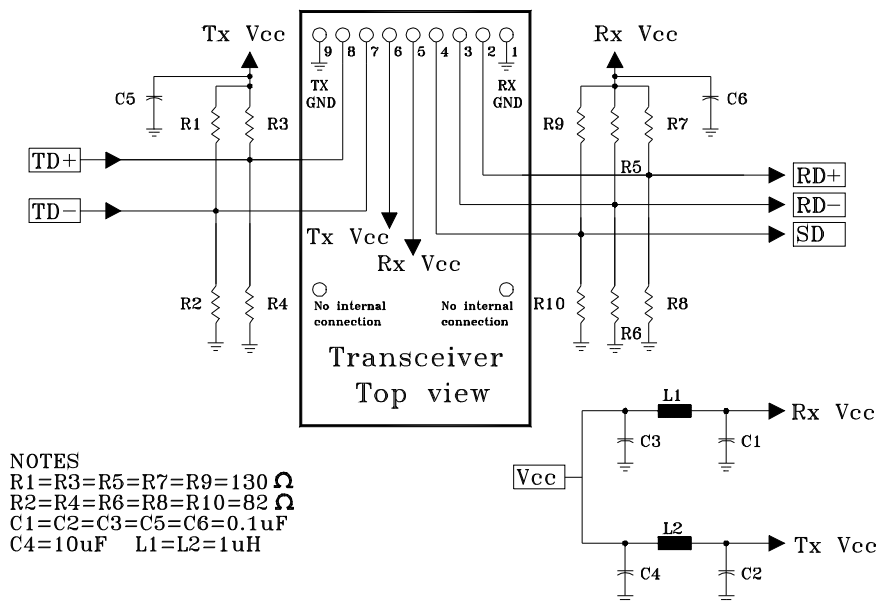 Tx Vcc
Rx Vcc
9 8 7 6 5 4 3 2 1
TX
GND
RX
GND
C5
C6
R1
R3
R9
R7
TD+
R5
RD+
TD-
RD-
Tx Vcc
SD
Rx Vcc
R2
R4
R10
R8
R6
No internal
connection
No internal
connection
Transceiver
Top view
L1
Rx Vcc
C3
C1
Vcc
L2
Tx Vcc
C4
C2
NOTES
R1=R3=R5=R7=R9=130 Ω
R2=R4=R6=R8=R10=82 Ω
C1=C2=C3=C5=C6=0.1uF
C4=10uF L1=L2=1uH